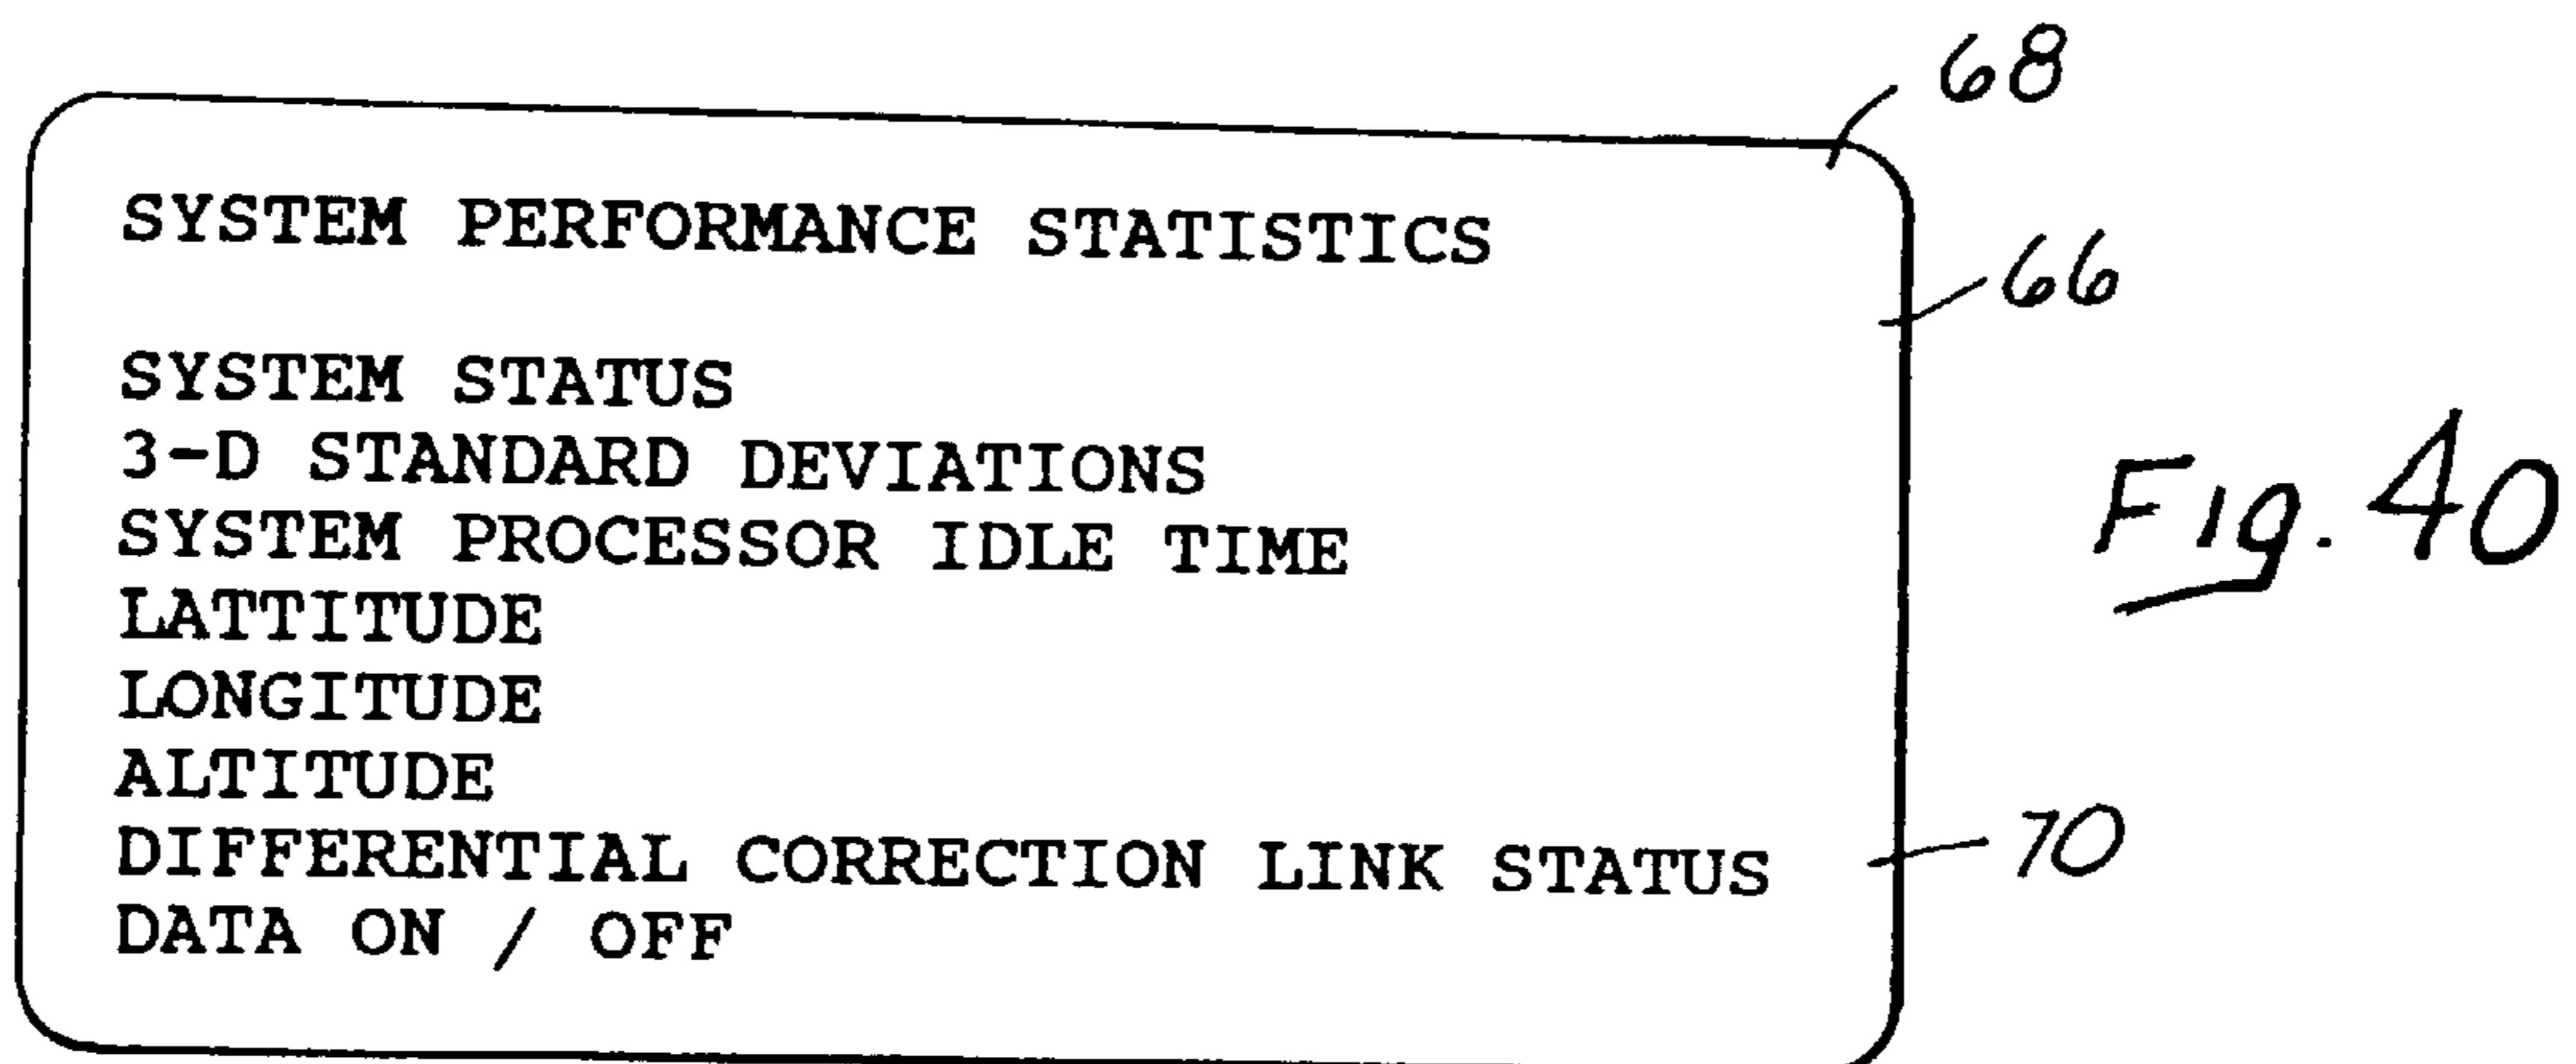 68
SYSTEM PERFORMANCE STATISTICS
66
SYSTEM STATUS
3-D STANDARD DEVIATIONS
SYSTEM PROCESSOR IDLE TIME
Fig. 40
LATTITUDE
LONGITUDE
ALTITUDE
DIFFERENTIAL CORRECTION LINK STATUS
70
DATA ON / OFF